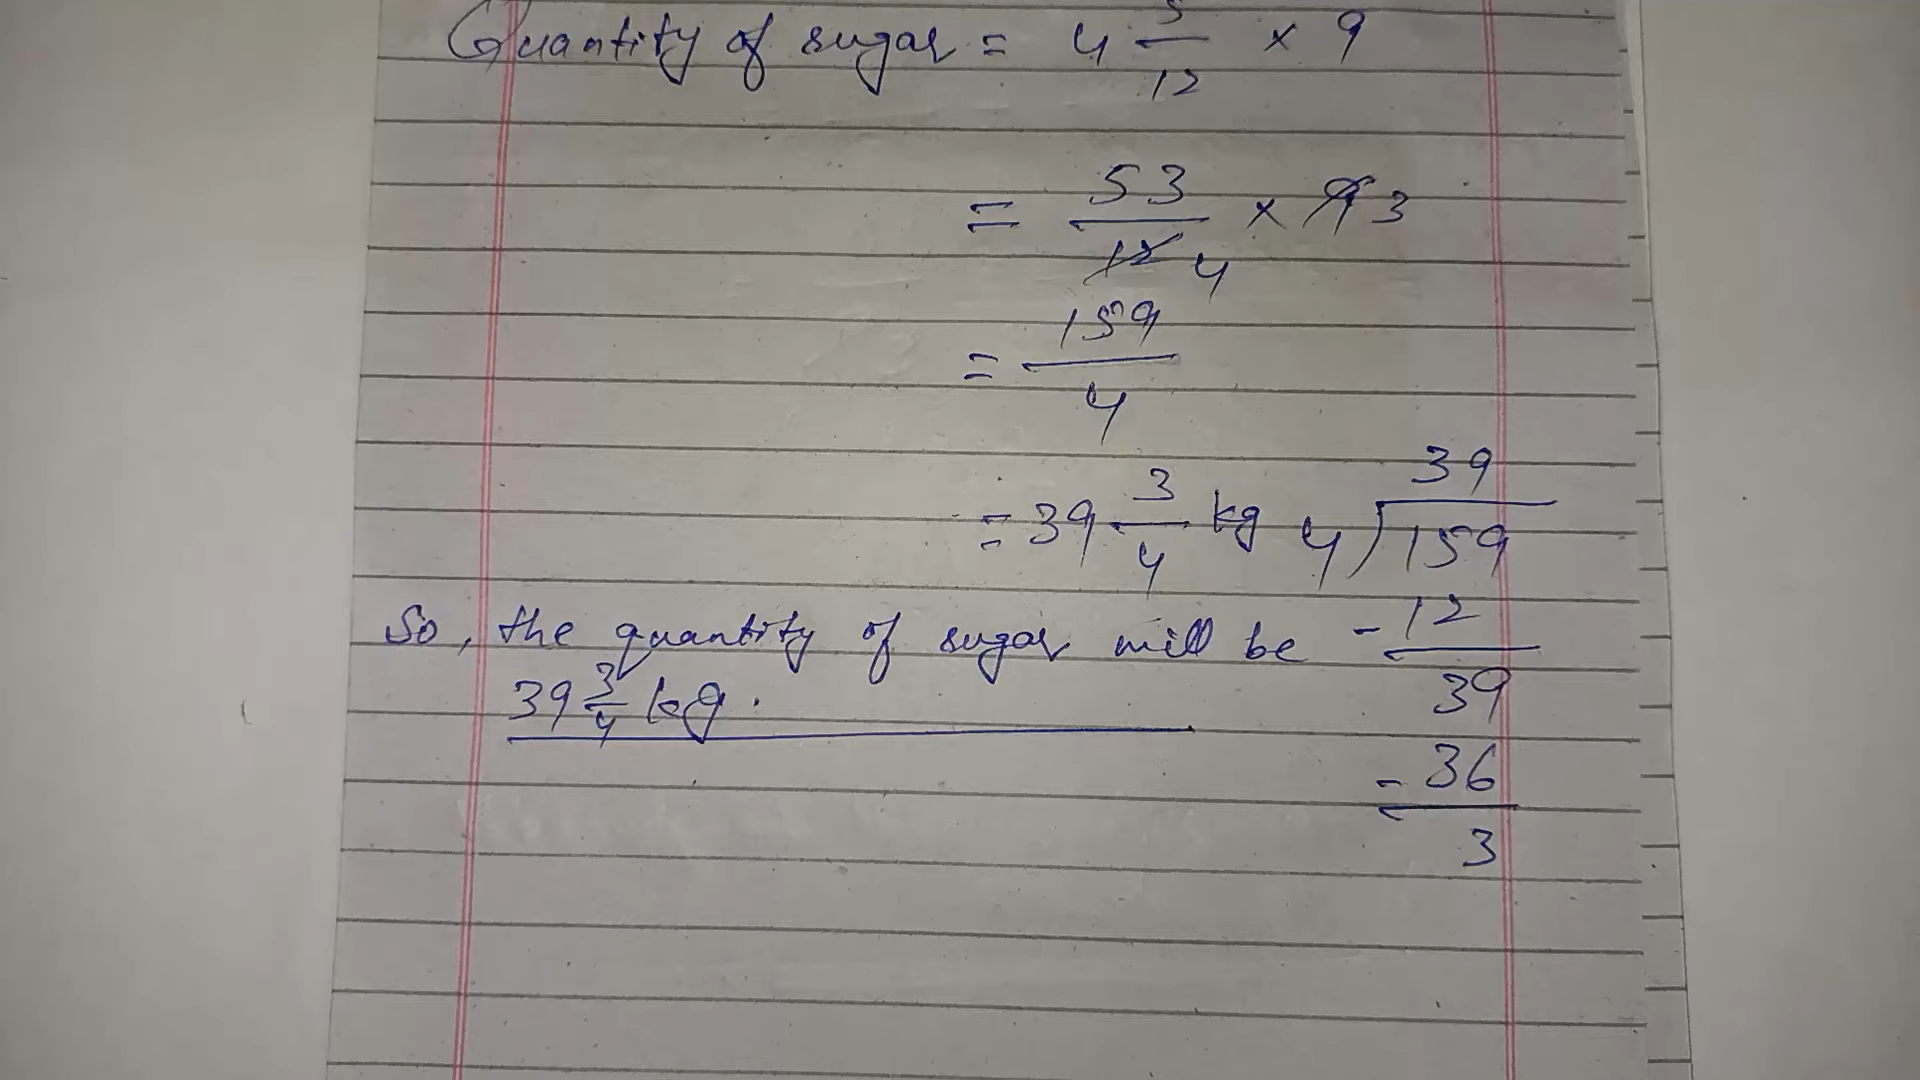 Quantity of sugar = 4 5/12 × 9
= 53/12 4 × 9 3
= 159/4
= 39 3/4 kg
39
4)159
- 12
39
- 36
3
So, the quantity of sugar will be
39 3/4 kg.